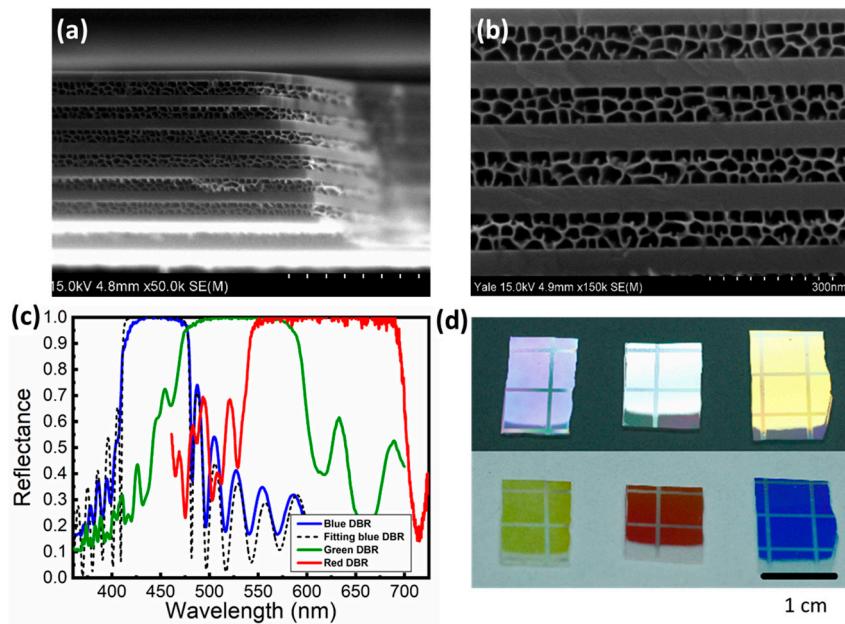 (a)
15.0kV 4.8mm x50.0k SE(M)
(b)
Yale 15.0kV 4.9mm x150k SE(M)
300nm
(c)
Reflectance
1.0
0.9
0.8
0.7
0.6
0.5
0.4
0.3
0.2
0.1
0.0
Blue DBR
Fitting blue DBR
Green DBR
Red DBR
400
450
500
550
600
650
700
Wavelength (nm)
(d)
1 cm